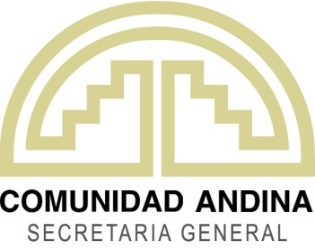 COMUNIDAD ANDINA
SECRETARIA GENERAL